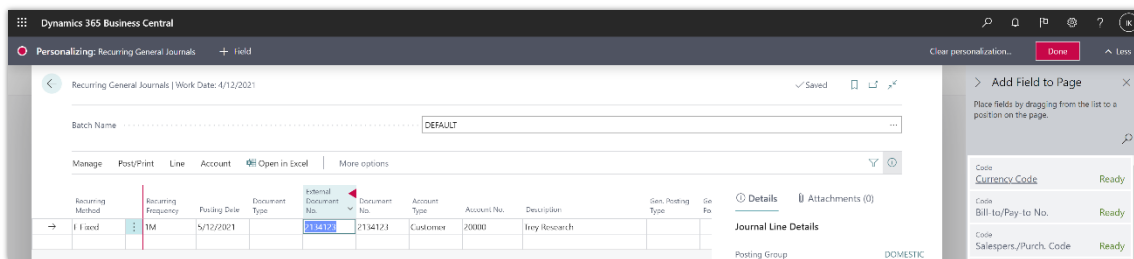 Dynamics 365 Business Central
IK
Personalizing: Recurring General Journals + Field Clear personalization... Done Less
Recurring General Journals | Work Date: 4/12/2021 Saved
Add Field to Page
Place fields by dragging from the list to a
position on the page.
Batch Name DEFAULT
Manage Post/Print Line Account Open in Excel More options
Recurring Method
Recurring Frequency
Posting Date
Document Type
External Document No.
Document No.
Account Type
Account No.
Description
Gen. Posting Type
F Fixed 1M 5/12/2021 2134123 2134123 Customer 20000 Trey Research
Details Attachments (0)
Journal Line Details
Posting Group DOMESTIC
Code
Currency Code Ready
Code
Bill-to/Pay-to No. Ready
Code
Salespers./Purch. Code Ready